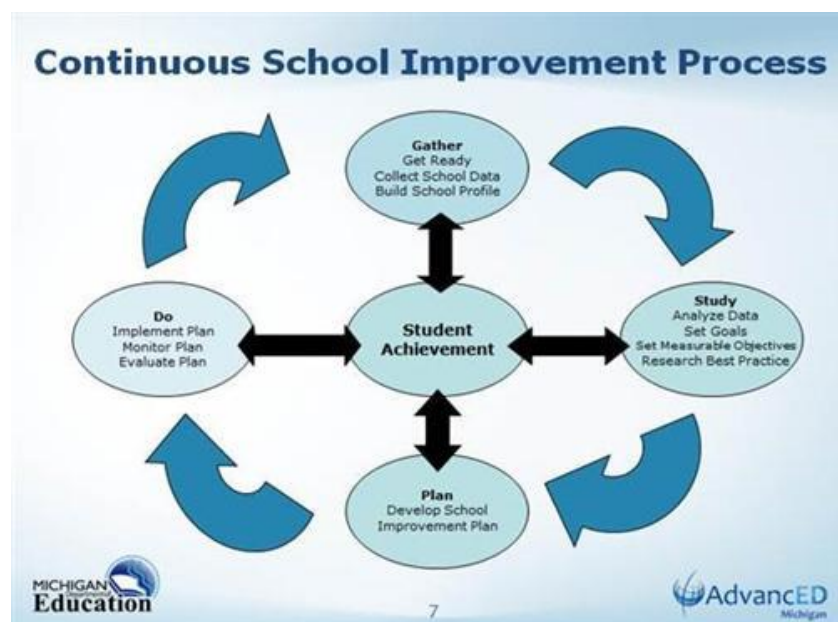 Continuous School Improvement Process
Gather
Get Ready
Collect School Data
Build School Profile
Study
Analyze Data
Set Goals
Set Measurable Objectives
Research Best Practice
Do
Implement Plan
Monitor Plan
Evaluate Plan
Student
Achievement
Plan
Develop School
Improvement Plan
MICHIGAN
Education
7
AdvancED
Michigan